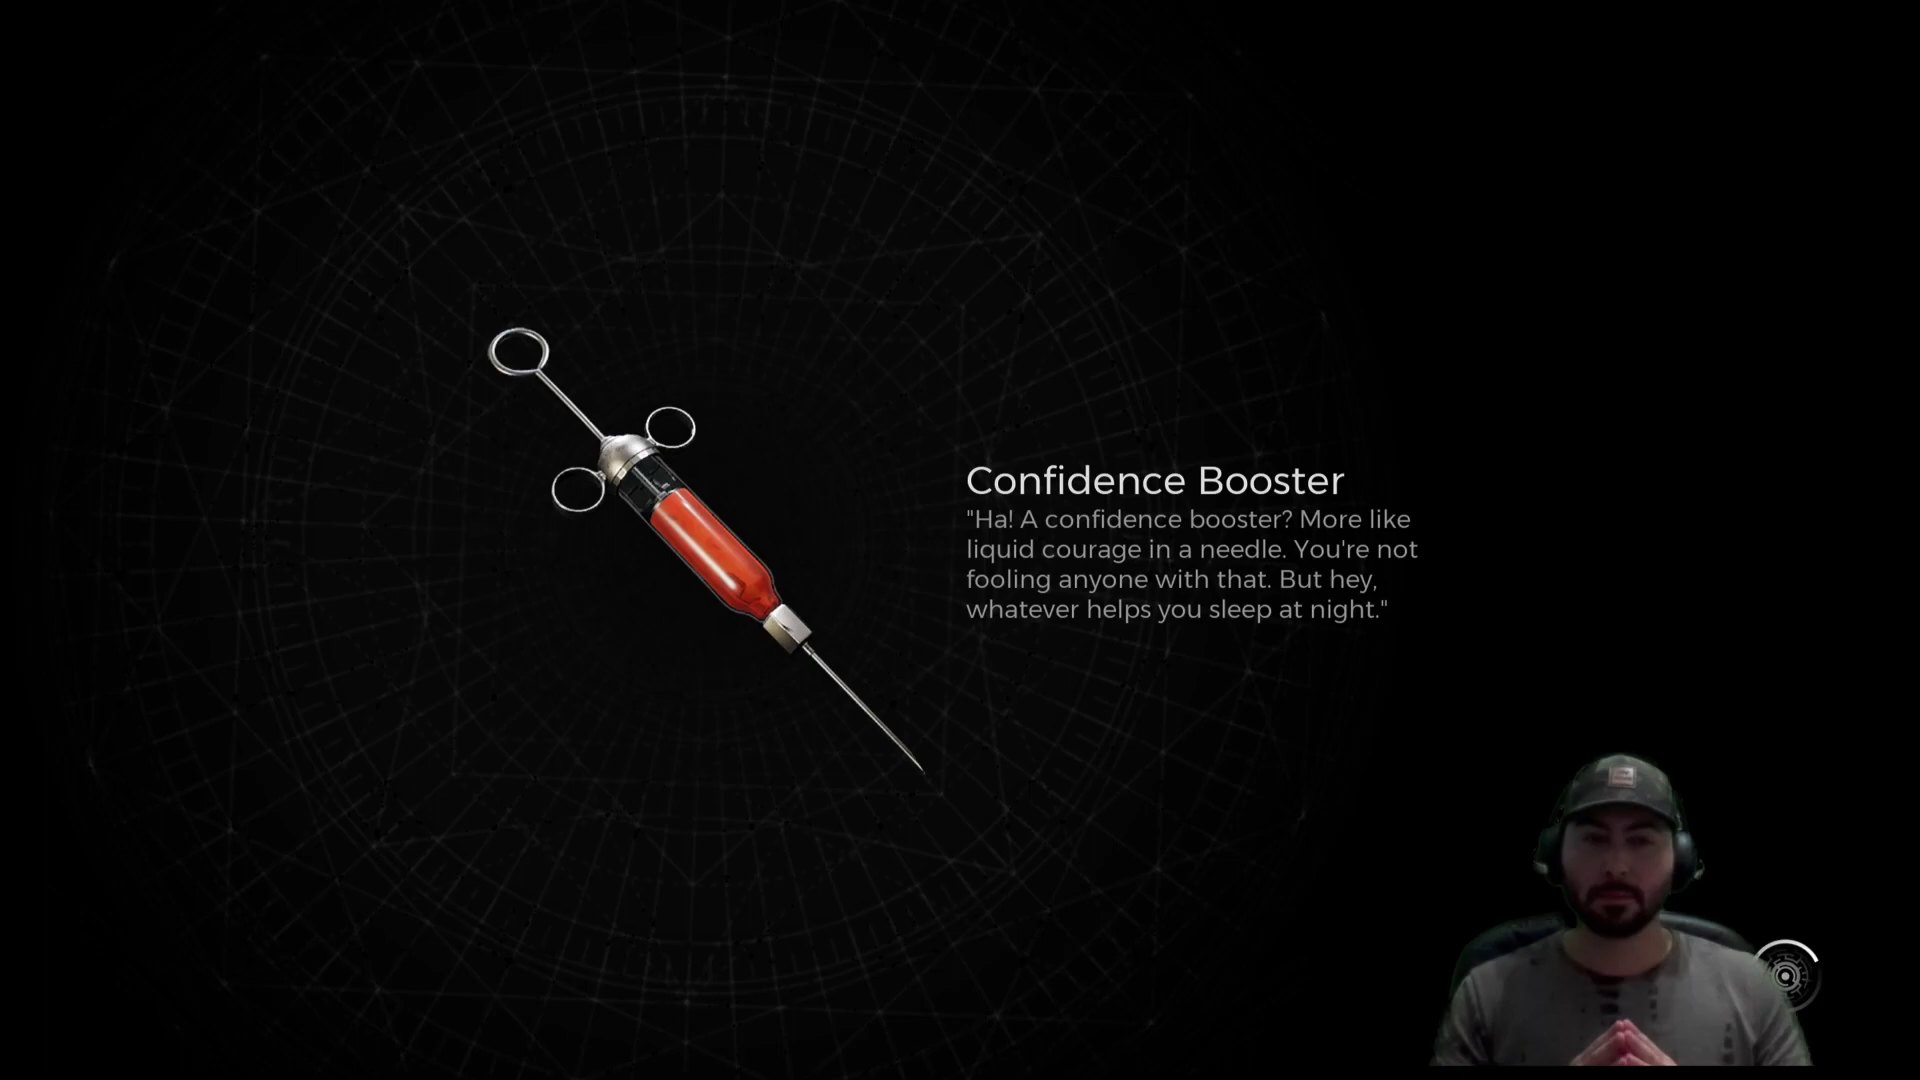 Confidence Booster
"Ha! A confidence booster? More like
liquid courage in a needle. You're not
fooling anyone with that. But hey,
whatever helps you sleep at night."